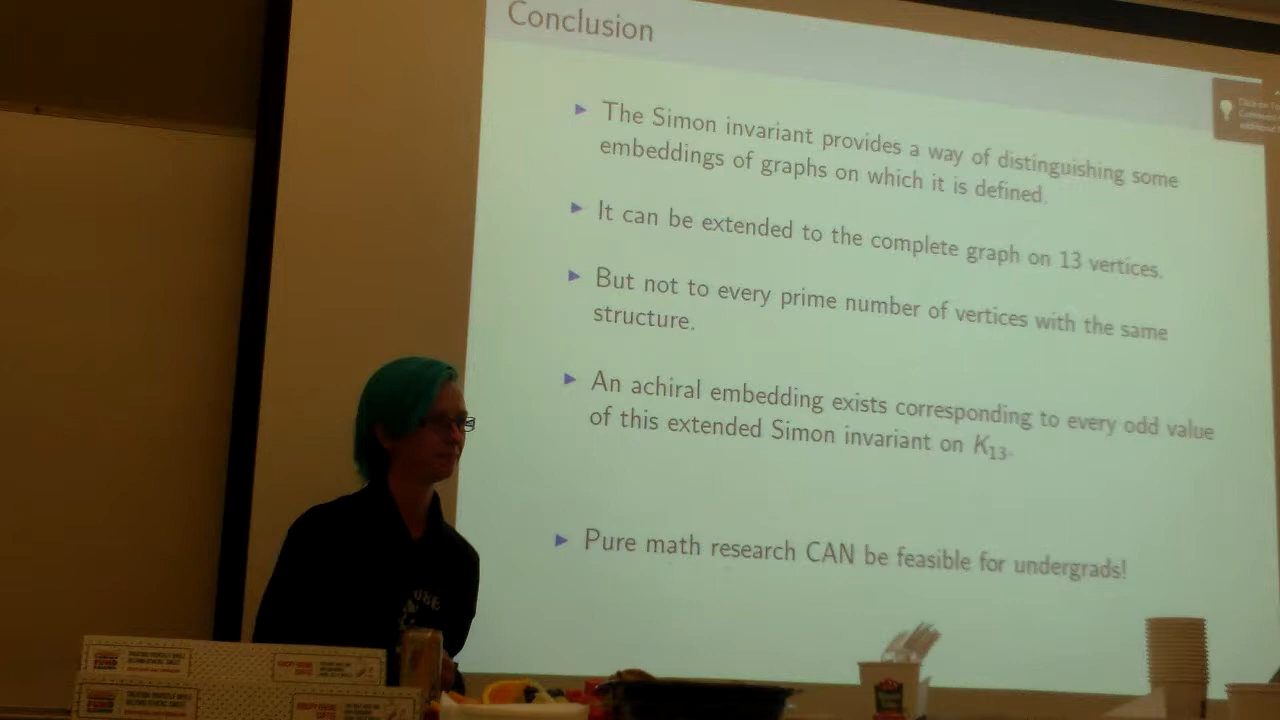 Conclusion
The Simon invariant provides a way of distinguishing some
embeddings of graphs on which it is defined.
It can be extended to the complete graph on 13 vertices.
But not to every prime number of vertices with the same
structure.
An achiral embedding exists corresponding to every odd value
of this extended Simon invariant on K₁₃.
Pure math research CAN be feasible for undergrads!